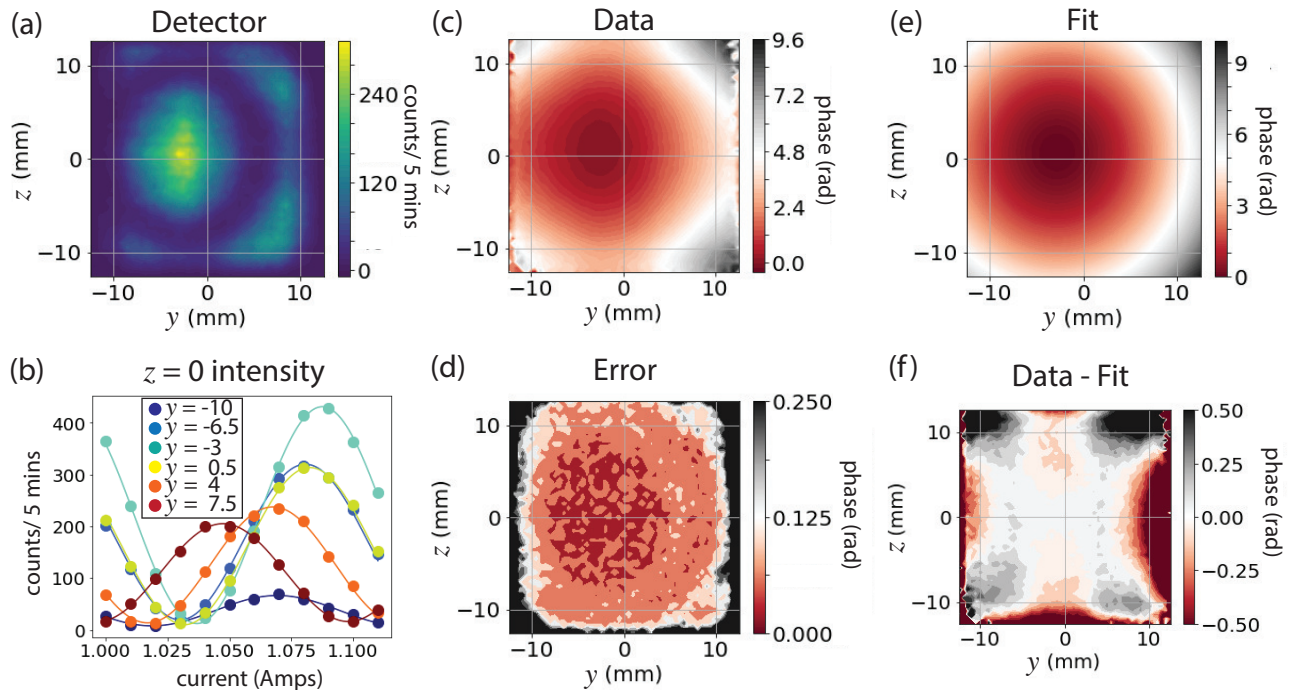 (a) Detector
10
0
−10
z (mm)
−10 0 10
y (mm)
240
120
0
counts/ 5 mins
(c) Data
10
0
−10
z (mm)
−10 0 10
y (mm)
9.6
7.2
4.8
2.4
0.0
phase (rad)
(e) Fit
10
0
−10
z (mm)
−10 0 10
y (mm)
9
6
3
0
phase (rad)
(b) z = 0 intensity
400
300
200
100
0
counts/ 5 mins
y = -10
y = -6.5
y = -3
y = 0.5
y = 4
y = 7.5
1.000 1.025 1.050 1.075 1.100
current (Amps)
(d) Error
10
0
−10
z (mm)
−10 0 10
y (mm)
0.250
0.125
0.000
phase (rad)
(f) Data - Fit
10
0
−10
z (mm)
−10 0 10
y (mm)
0.50
0.25
0.00
−0.25
−0.50
phase (rad)